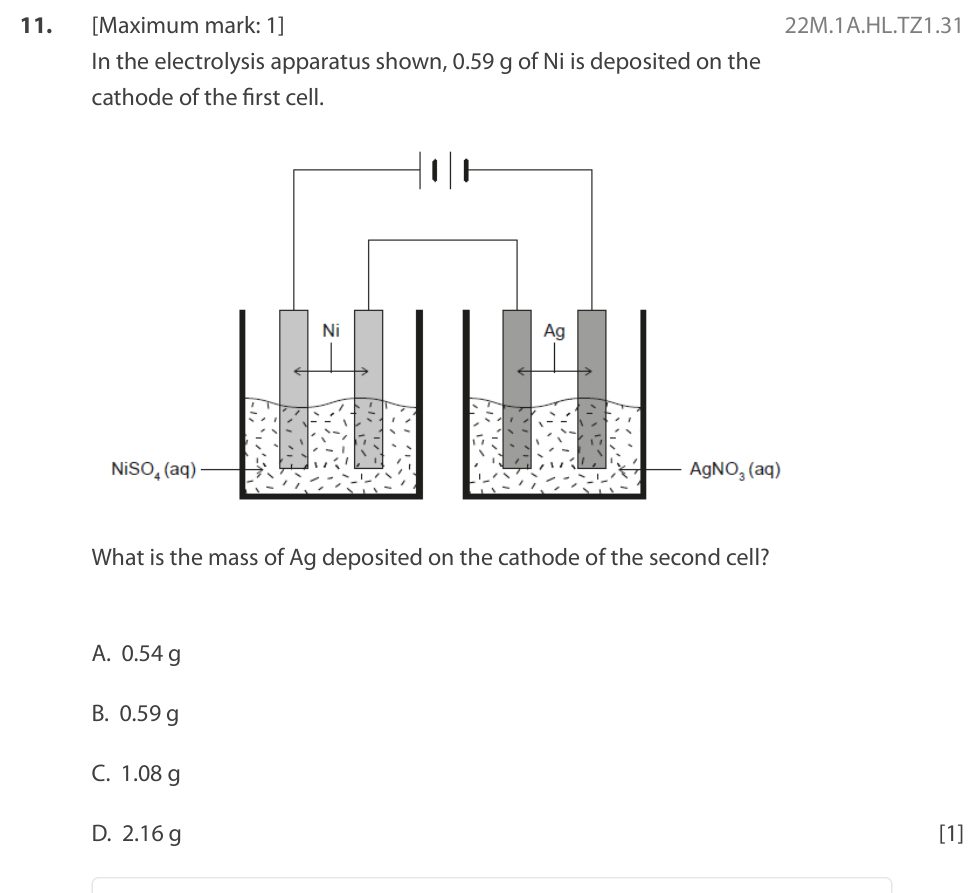 11. [Maximum mark: 1] 22M.1A.HL.TZ1.31
In the electrolysis apparatus shown, 0.59 g of Ni is deposited on the
cathode of the first cell.
Ni
Ag
NiSO₄ (aq)
AgNO₃ (aq)
What is the mass of Ag deposited on the cathode of the second cell?
A. 0.54 g
B. 0.59 g
C. 1.08 g
D. 2.16 g [1]